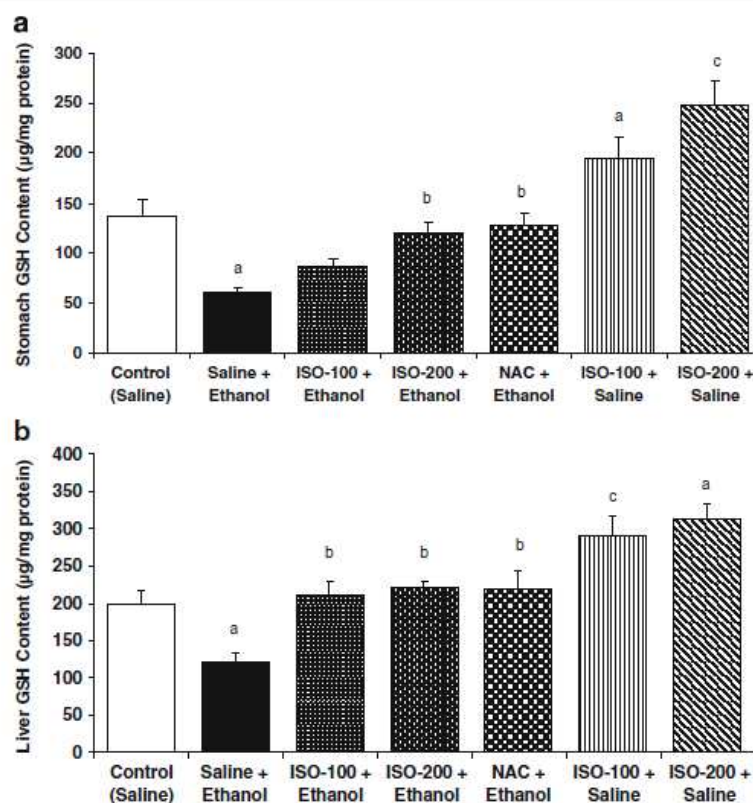 a
Stomach GSH Content (µg/mg protein)
300
250
200
150
100
50
0
a
b
b
a
c
Control Saline + ISO-100 + ISO-200 + NAC + ISO-100 + ISO-200 +
(Saline) Ethanol Ethanol Ethanol Ethanol Saline Saline
b
Liver GSH Content (µg/mg protein)
400
350
300
250
200
150
100
50
0
a
b
b
b
c
a
Control Saline + ISO-100 + ISO-200 + NAC + ISO-100 + ISO-200 +
(Saline) Ethanol Ethanol Ethanol Ethanol Saline Saline